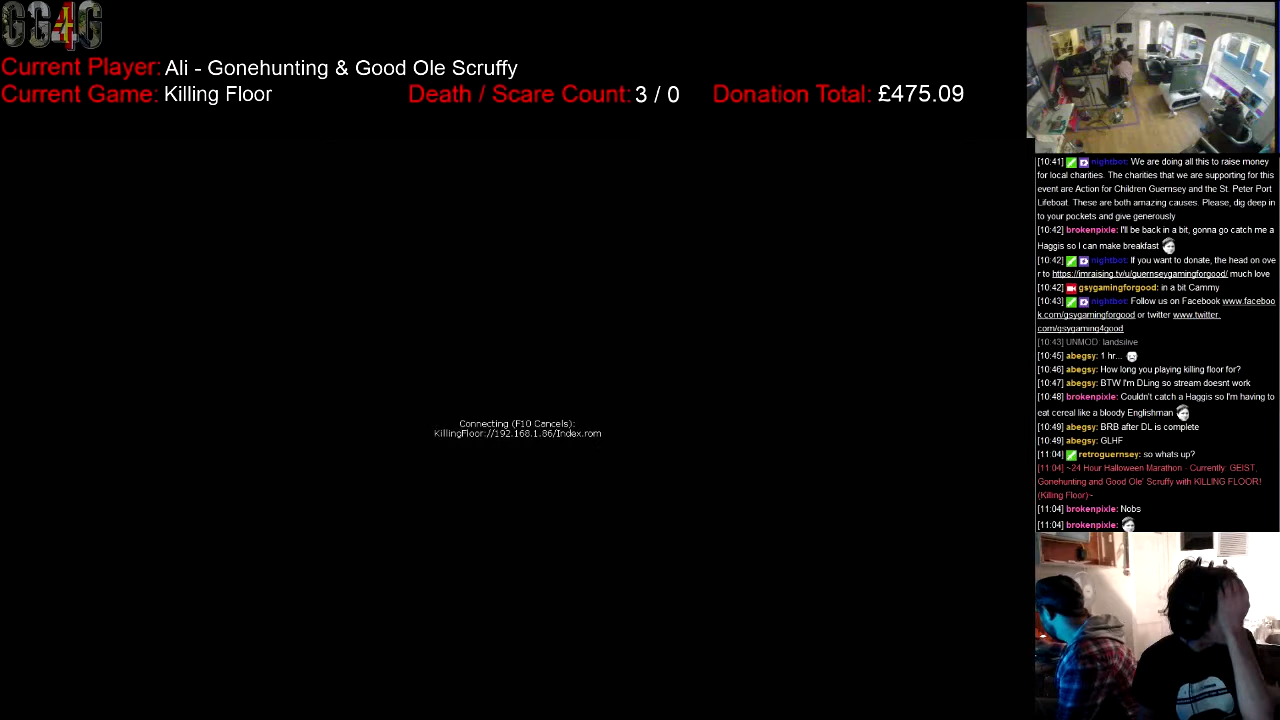 GG4G
Current Player: Ali - Gonehunting & Good Ole Scruffy
Current Game: Killing Floor Death / Scare Count: 3 / 0 Donation Total: £475.09
Connecting (F10 Cancels):
KillingFloor://192.168.1.86/Index.rom
[10:41] nightbot: We are doing all this to raise money
for local charities. The charities that we are supporting for this
event are Action for Children Guernsey and the St. Peter Port
Lifeboat. These are both amazing causes. Please, dig deep in
to your pockets and give generously
[10:42] brokenpixle: I'll be back in a bit, gonna go catch me a
Haggis so I can make breakfast
[10:42] nightbot: If you want to donate, the head on ove
r to https://imraising.tv/u/guernseygamingforgood/ much love
[10:42] gsygamingforgood: in a bit Cammy
[10:43] nightbot: Follow us on Facebook www.faceboo
k.com/gsygamingforgood or twitter www.twitter.
com/gsygaming4good
[10:43] UNMOD: landsilive
[10:45] abegsy: 1 hr...
[10:46] abegsy: How long you playing killing floor for?
[10:47] abegsy: BTW I'm DLing so stream doesnt work
[10:48] brokenpixle: Couldn't catch a Haggis so I'm having to
eat cereal like a bloody Englishman
[10:49] abegsy: BRB after DL is complete
[10:49] abegsy: GLHF
[11:04] retroguernsey: so whats up?
[11:04] ~24 Hour Halloween Marathon - Currently: GEIST,
Gonehunting and Good Ole' Scruffy with KILLING FLOOR!
(Killing Floor)~
[11:04] brokenpixle: Nobs
[11:04] brokenpixle: